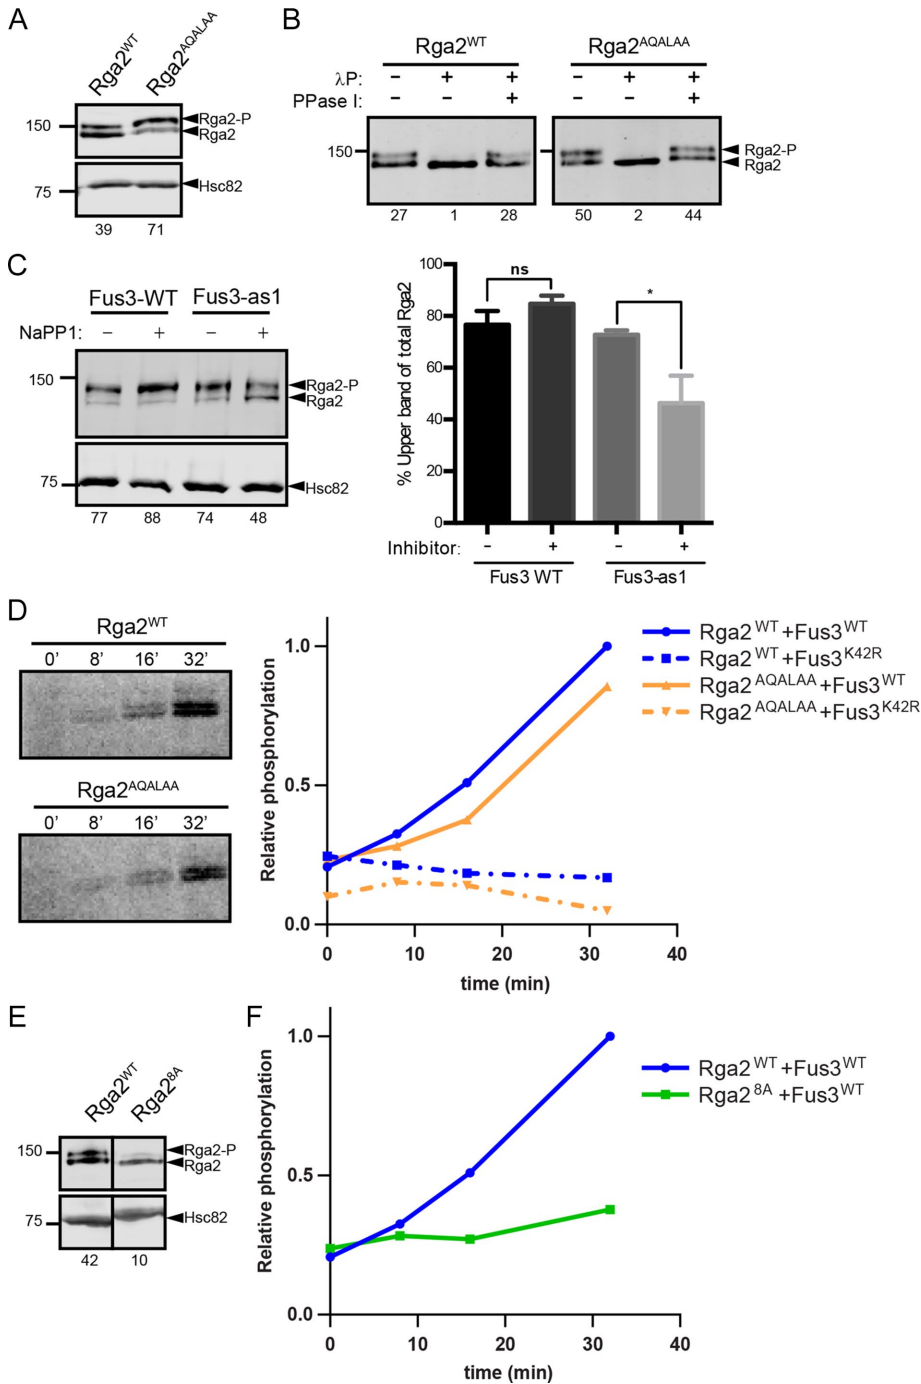 A
Rga2WT
Rga2AQALAA
150
Rga2-P
Rga2
75
Hsc82
39 71
B
Rga2WT Rga2AQALAA
λP: – + + – + +
PPase I: – – + – – +
150 150 Rga2-P
Rga2
27 1 28 50 2 44
C
Fus3-WT Fus3-as1
NaPP1: – + – +
150
Rga2-P
Rga2
75
Hsc82
77 88 74 48
% Upper band of total Rga2
100
80
60
40
20
0
ns
*
Inhibitor: – + – +
Fus3 WT Fus3-as1
D
Rga2WT
0’ 8’ 16’ 32’
Rga2AQALAA
0’ 8’ 16’ 32’
Relative phosphorylation
1.0
0.5
0.0
0 10 20 30 40
time (min)
Rga2WT+Fus3WT
Rga2WT+Fus3K42R
Rga2AQALAA+Fus3WT
Rga2AQALAA+Fus3K42R
E
Rga2WT
Rga28A
150
Rga2-P
Rga2
75
Hsc82
42 10
F
Relative phosphorylation
1.0
0.5
0.0
0 10 20 30 40
time (min)
Rga2WT+Fus3WT
Rga28A+Fus3WT